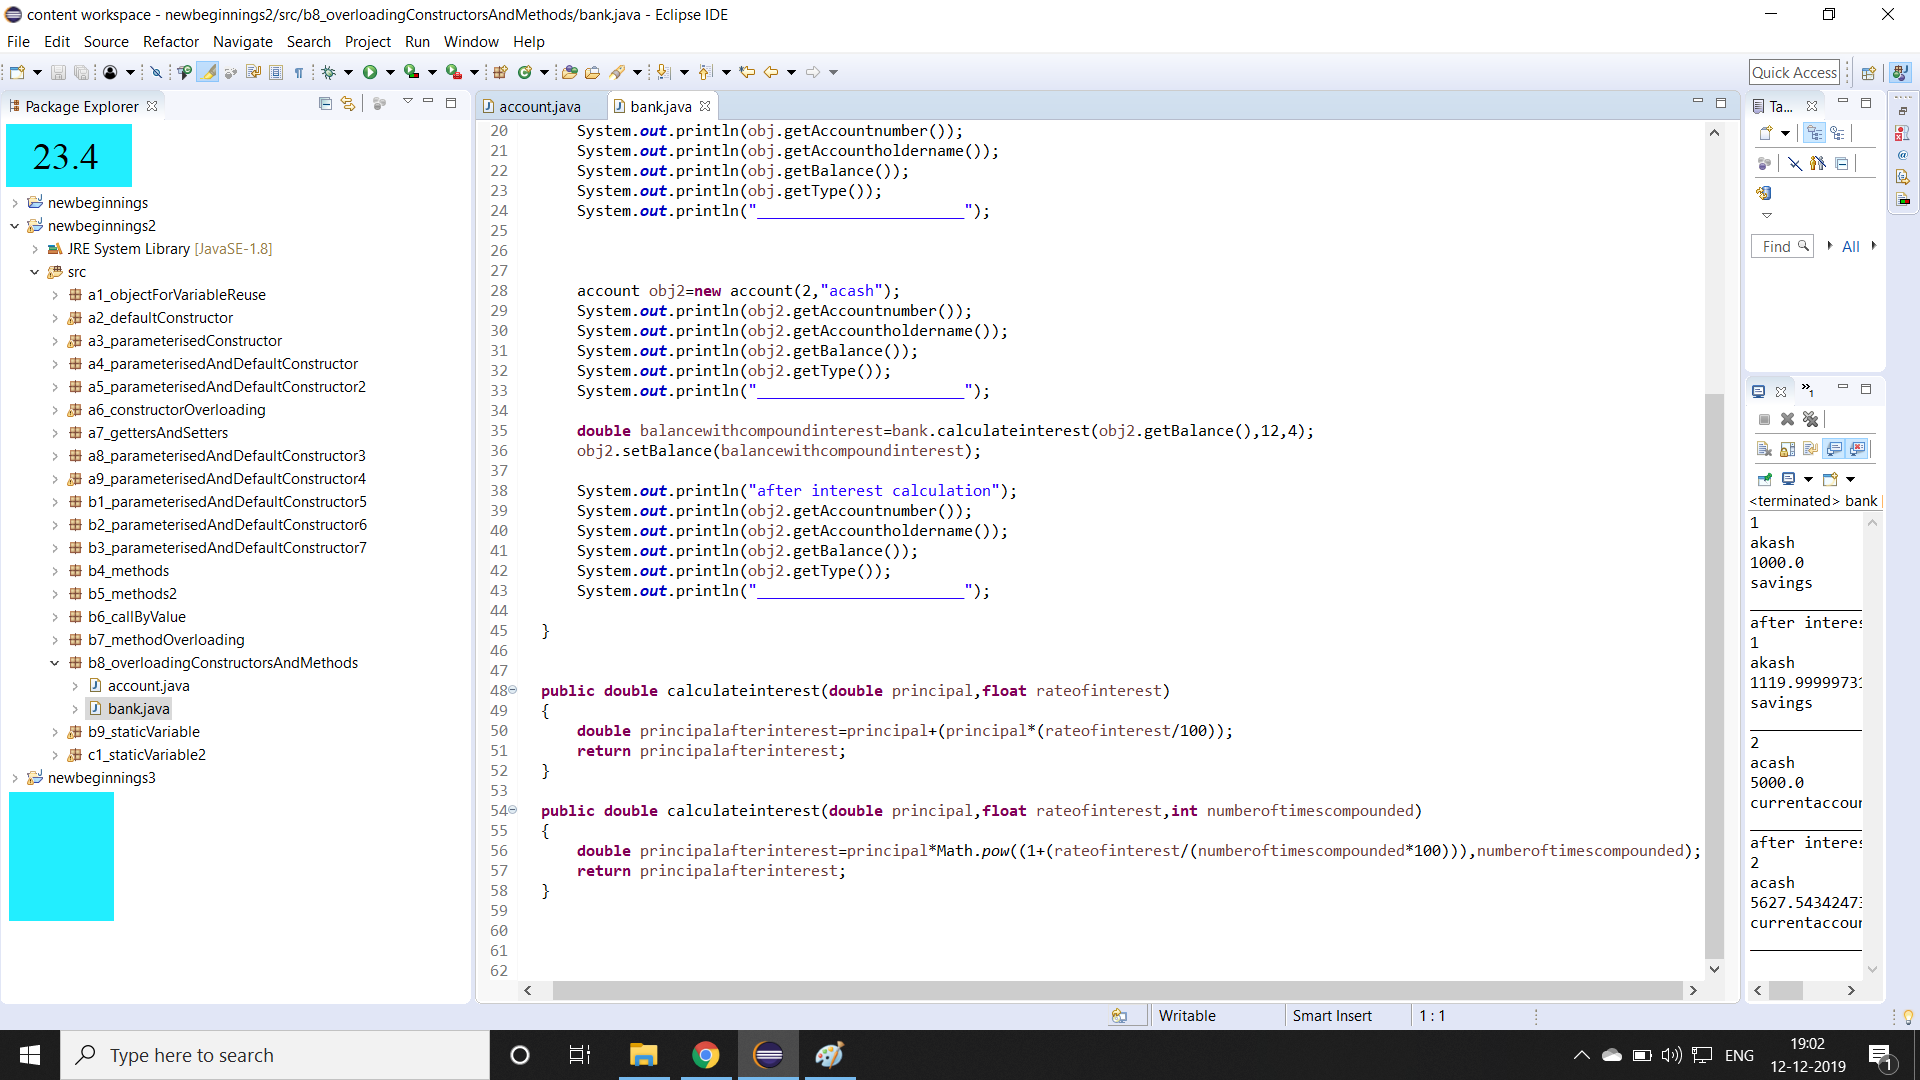 content workspace - newbeginnings2/src/b8_overloadingConstructorsAndMethods/bank.java - Eclipse IDE
File Edit Source Refactor Navigate Search Project Run Window Help
Quick Access
Package Explorer
23.4
newbeginnings
newbeginnings2
JRE System Library [JavaSE-1.8]
src
a1_objectForVariableReuse
a2_defaultConstructor
a3_parameterisedConstructor
a4_parameterisedAndDefaultConstructor
a5_parameterisedAndDefaultConstructor2
a6_constructorOverloading
a7_gettersAndSetters
a8_parameterisedAndDefaultConstructor3
a9_parameterisedAndDefaultConstructor4
b1_parameterisedAndDefaultConstructor5
b2_parameterisedAndDefaultConstructor6
b3_parameterisedAndDefaultConstructor7
b4_methods
b5_methods2
b6_callByValue
b7_methodOverloading
b8_overloadingConstructorsAndMethods
account.java
bank.java
b9_staticVariable
c1_staticVariable2
newbeginnings3
account.java bank.java
20 System.out.println(obj.getAccountnumber());
21 System.out.println(obj.getAccountholdername());
22 System.out.println(obj.getBalance());
23 System.out.println(obj.getType());
24 System.out.println("_______________________");
25
26
27
28 account obj2=new account(2,"acash");
29 System.out.println(obj2.getAccountnumber());
30 System.out.println(obj2.getAccountholdername());
31 System.out.println(obj2.getBalance());
32 System.out.println(obj2.getType());
33 System.out.println("_______________________");
34
35 double balancewithcompoundinterest=bank.calculateinterest(obj2.getBalance(),12,4);
36 obj2.setBalance(balancewithcompoundinterest);
37
38 System.out.println("after interest calculation");
39 System.out.println(obj2.getAccountnumber());
40 System.out.println(obj2.getAccountholdername());
41 System.out.println(obj2.getBalance());
42 System.out.println(obj2.getType());
43 System.out.println("_______________________");
44
45 }
46
47
48 public double calculateinterest(double principal,float rateofinterest)
49 {
50 double principalafterinterest=principal+(principal*(rateofinterest/100));
51 return principalafterinterest;
52 }
53
54 public double calculateinterest(double principal,float rateofinterest,int numberoftimescompounded)
55 {
56 double principalafterinterest=principal*Math.pow((1+(rateofinterest/(numberoftimescompounded*100))),numberoftimescompounded);
57 return principalafterinterest;
58 }
59
60
61
62
Ta...
Find All
1
<terminated> bank
1
akash
1000.0
savings
after interes
1
akash
1119.99999731
savings
2
acash
5000.0
currentaccour
after interes
2
acash
5627.54342473
currentaccour
Writable Smart Insert 1 : 1
Type here to search
ENG
19:02
12-12-2019
1